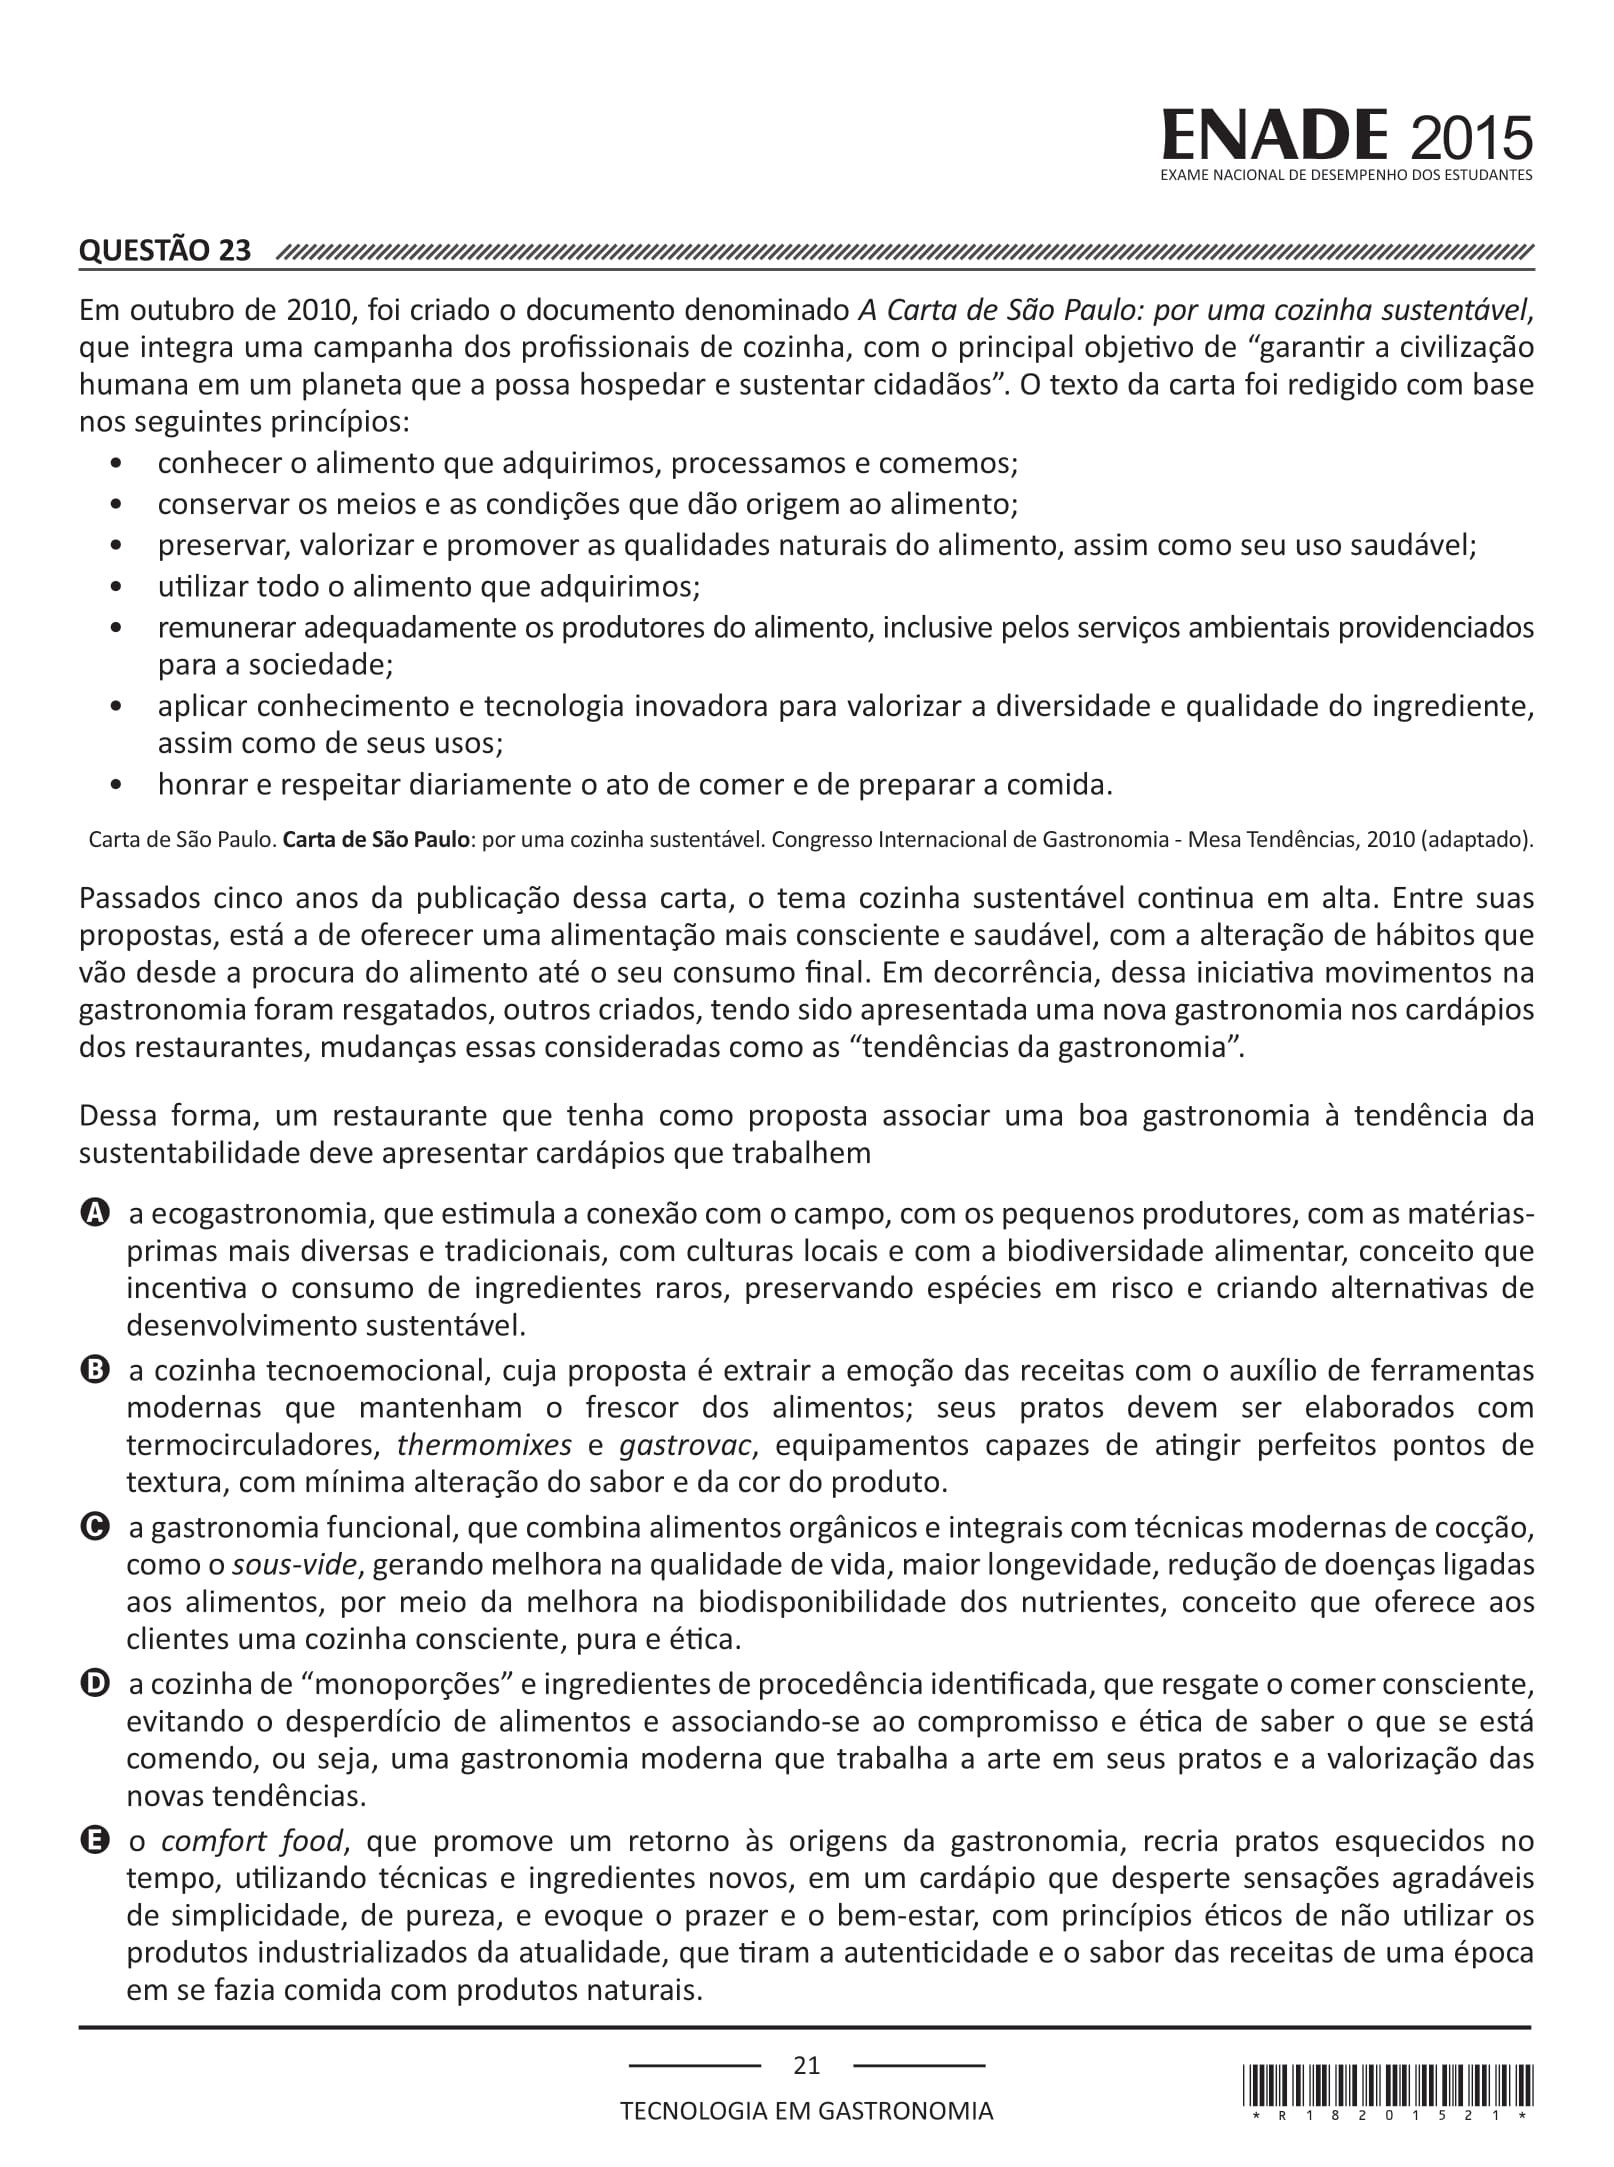 ENADE 2015
EXAME NACIONAL DE DESEMPENHO DOS ESTUDANTES
QUESTÃO 23
Em outubro de 2010, foi criado o documento denominado A Carta de São Paulo: por uma cozinha sustentável,
que integra uma campanha dos profissionais de cozinha, com o principal objetivo de “garantir a civilização
humana em um planeta que a possa hospedar e sustentar cidadãos”. O texto da carta foi redigido com base
nos seguintes princípios:
• conhecer o alimento que adquirimos, processamos e comemos;
• conservar os meios e as condições que dão origem ao alimento;
• preservar, valorizar e promover as qualidades naturais do alimento, assim como seu uso saudável;
• utilizar todo o alimento que adquirimos;
• remunerar adequadamente os produtores do alimento, inclusive pelos serviços ambientais providenciados
para a sociedade;
• aplicar conhecimento e tecnologia inovadora para valorizar a diversidade e qualidade do ingrediente,
assim como de seus usos;
• honrar e respeitar diariamente o ato de comer e de preparar a comida.
Carta de São Paulo. Carta de São Paulo: por uma cozinha sustentável. Congresso Internacional de Gastronomia - Mesa Tendências, 2010 (adaptado).
Passados cinco anos da publicação dessa carta, o tema cozinha sustentável continua em alta. Entre suas
propostas, está a de oferecer uma alimentação mais consciente e saudável, com a alteração de hábitos que
vão desde a procura do alimento até o seu consumo final. Em decorrência, dessa iniciativa movimentos na
gastronomia foram resgatados, outros criados, tendo sido apresentada uma nova gastronomia nos cardápios
dos restaurantes, mudanças essas consideradas como as “tendências da gastronomia”.
Dessa forma, um restaurante que tenha como proposta associar uma boa gastronomia à tendência da
sustentabilidade deve apresentar cardápios que trabalhem
A a ecogastronomia, que estimula a conexão com o campo, com os pequenos produtores, com as matérias-
primas mais diversas e tradicionais, com culturas locais e com a biodiversidade alimentar, conceito que
incentiva o consumo de ingredientes raros, preservando espécies em risco e criando alternativas de
desenvolvimento sustentável.
B a cozinha tecnoemocional, cuja proposta é extrair a emoção das receitas com o auxílio de ferramentas
modernas que mantenham o frescor dos alimentos; seus pratos devem ser elaborados com
termocirculadores, thermomixes e gastrovac, equipamentos capazes de atingir perfeitos pontos de
textura, com mínima alteração do sabor e da cor do produto.
C a gastronomia funcional, que combina alimentos orgânicos e integrais com técnicas modernas de cocção,
como o sous-vide, gerando melhora na qualidade de vida, maior longevidade, redução de doenças ligadas
aos alimentos, por meio da melhora na biodisponibilidade dos nutrientes, conceito que oferece aos
clientes uma cozinha consciente, pura e ética.
D a cozinha de “monoporções” e ingredientes de procedência identificada, que resgate o comer consciente,
evitando o desperdício de alimentos e associando-se ao compromisso e ética de saber o que se está
comendo, ou seja, uma gastronomia moderna que trabalha a arte em seus pratos e a valorização das
novas tendências.
E o comfort food, que promove um retorno às origens da gastronomia, recria pratos esquecidos no
tempo, utilizando técnicas e ingredientes novos, em um cardápio que desperte sensações agradáveis
de simplicidade, de pureza, e evoque o prazer e o bem-estar, com princípios éticos de não utilizar os
produtos industrializados da atualidade, que tiram a autenticidade e o sabor das receitas de uma época
em se fazia comida com produtos naturais.
21
TECNOLOGIA EM GASTRONOMIA
* R 1 8 2 0 1 5 2 1 *